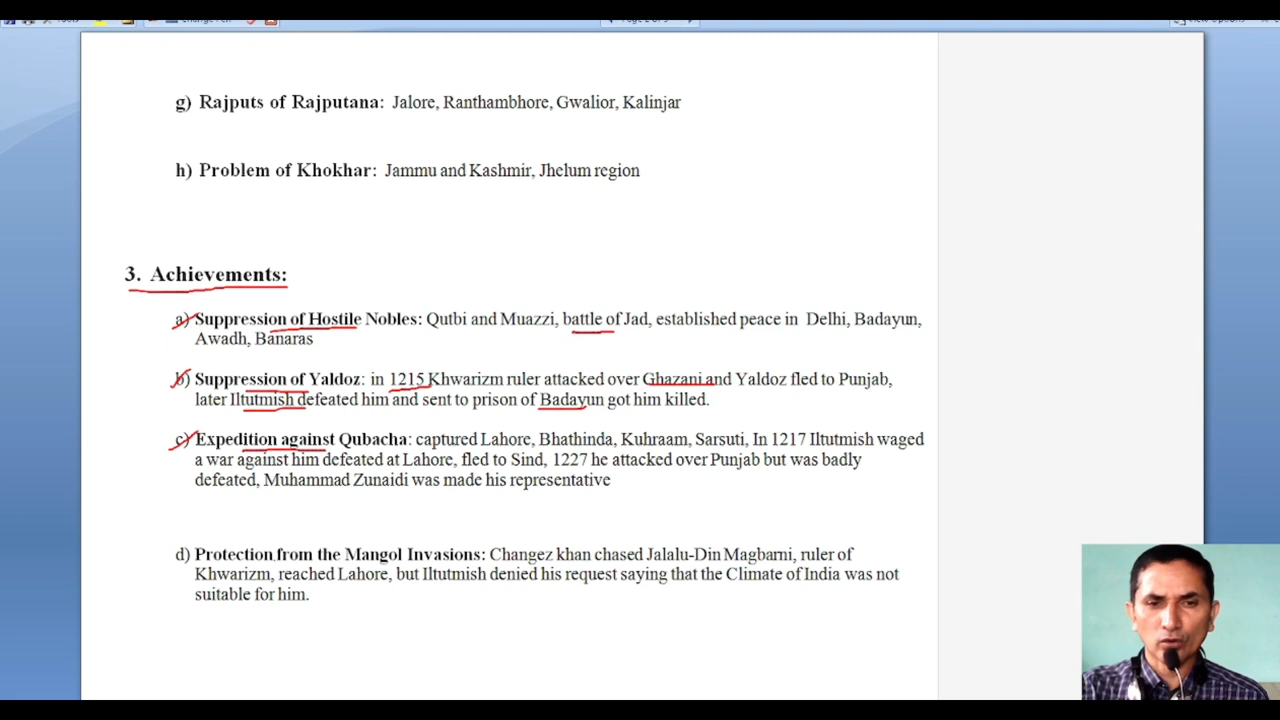 g) Rajputs of Rajputana: Jalore, Ranthambhore, Gwalior, Kalinjar
h) Problem of Khokhar: Jammu and Kashmir, Jhelum region
3. Achievements:
a) Suppression of Hostile Nobles: Qutbi and Muazzi, battle of Jad, established peace in Delhi, Badayun,
Awadh, Banaras
b) Suppression of Yaldoz: in 1215 Khwarizm ruler attacked over Ghazani and Yaldoz fled to Punjab,
later Iltutmish defeated him and sent to prison of Badayun got him killed.
c) Expedition against Qubacha: captured Lahore, Bhathinda, Kuhraam, Sarsuti, In 1217 Iltutmish waged
a war against him defeated at Lahore, fled to Sind, 1227 he attacked over Punjab but was badly
defeated, Muhammad Zunaidi was made his representative
d) Protection from the Mangol Invasions: Changez khan chased Jalalu-Din Magbarni, ruler of
Khwarizm, reached Lahore, but Iltutmish denied his request saying that the Climate of India was not
suitable for him.